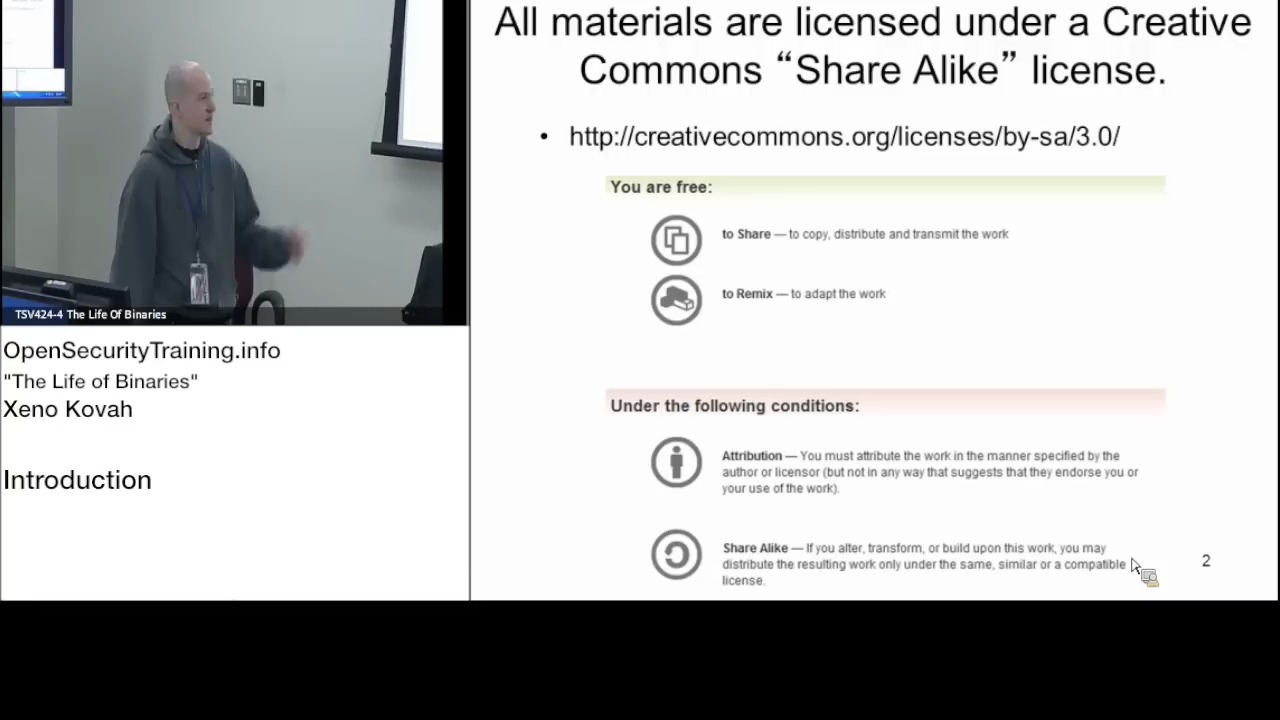 All materials are licensed under a Creative
Commons “Share Alike” license.
• http://creativecommons.org/licenses/by-sa/3.0/
You are free:
to Share — to copy, distribute and transmit the work
to Remix — to adapt the work
Under the following conditions:
Attribution — You must attribute the work in the manner specified by the
author or licensor (but not in any way that suggests that they endorse you or
your use of the work).
Share Alike — If you alter, transform, or build upon this work, you may
distribute the resulting work only under the same, similar or a compatible
license.
2
TSV424-4 The Life Of Binaries
OpenSecurityTraining.info
"The Life of Binaries"
Xeno Kovah
Introduction